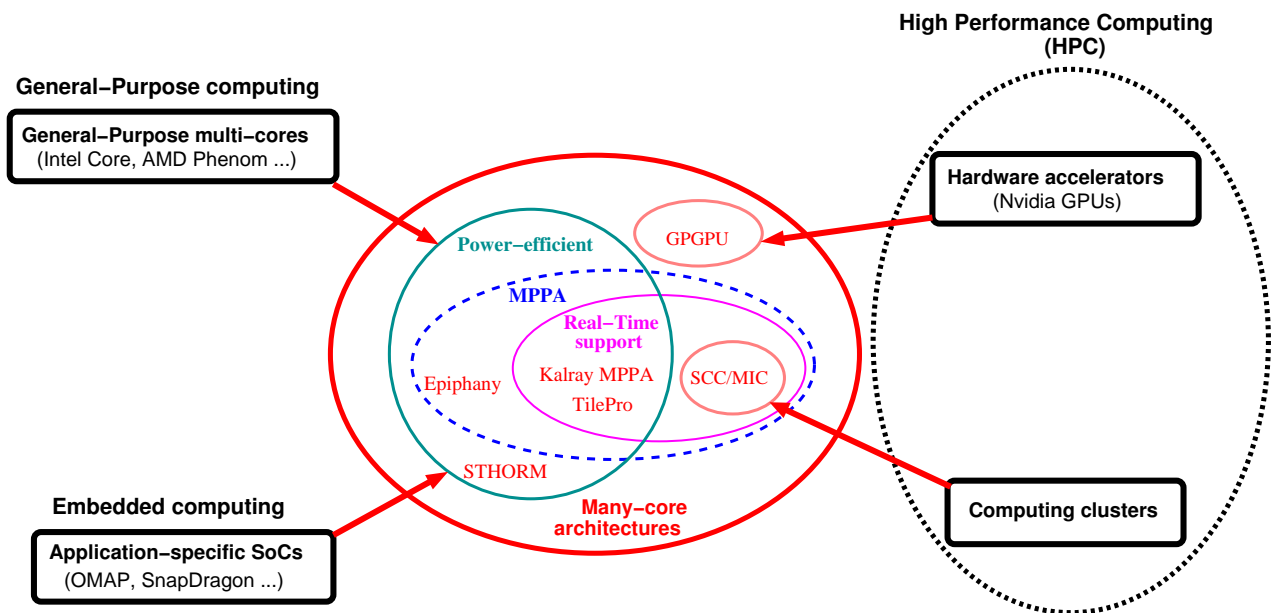 High Performance Computing
(HPC)
General−Purpose computing
General−Purpose multi−cores
(Intel Core, AMD Phenom ...)
Hardware accelerators
(Nvidia GPUs)
GPGPU
Power−efficient
MPPA
Real−Time
support
Kalray MPPA
SCC/MIC
Epiphany
TilePro
STHORM
Many−core
architectures
Embedded computing
Computing clusters
Application−specific SoCs
(OMAP, SnapDragon ...)